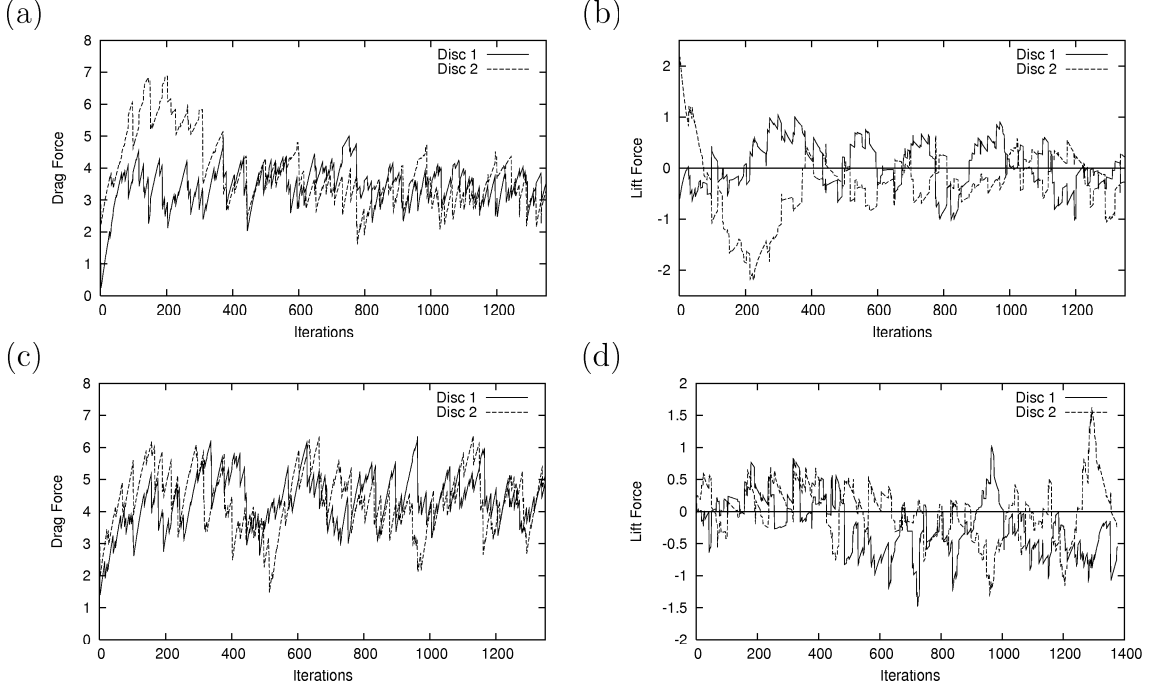 (a)
8
7
6
5
4
3
2
1
0
Drag Force
Disc 1
Disc 2
0 200 400 600 800 1000 1200
Iterations
(b)
2
1
0
-1
-2
Lift Force
Disc 1
Disc 2
0 200 400 600 800 1000 1200
Iterations
(c)
8
7
6
5
4
3
2
1
0
Drag Force
Disc 1
Disc 2
0 200 400 600 800 1000 1200
Iterations
(d)
2
1.5
1
0.5
0
-0.5
-1
-1.5
-2
Lift Force
Disc 1
Disc 2
0 200 400 600 800 1000 1200 1400
Iterations